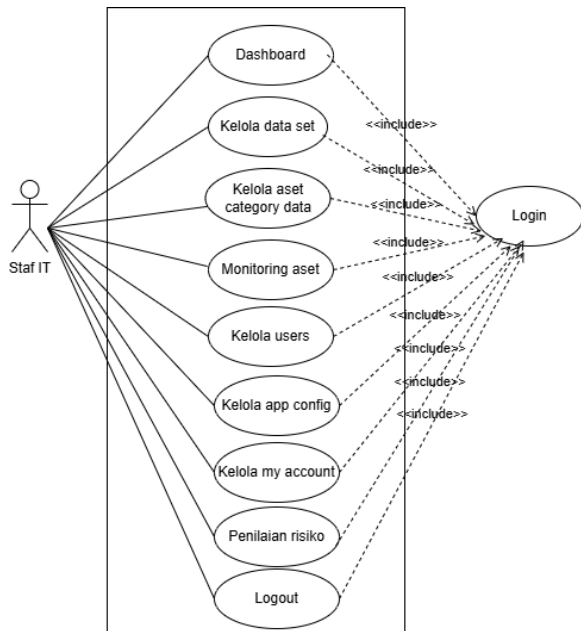 Dashboard
Kelola data set
Kelola aset
category data
Monitoring aset
Kelola users
Kelola app config
Kelola my account
Penilaian risiko
Logout
Staf IT
Login
<<include>>
<<include>>
<<include>>
<<include>>
<<include>>
<<include>>
<<include>>
<<include>>
<<include>>